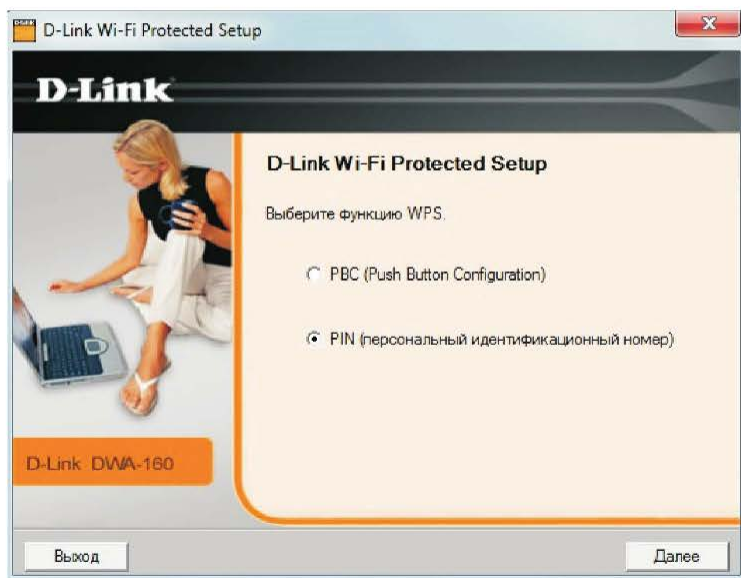 D-Link Wi-Fi Protected Setup
D-Link
D-Link Wi-Fi Protected Setup
Выберите функцию WPS.
PBC (Push Button Configuration)
PIN (персональный идентификационный номер)
D-Link DWA-160
Выход
Далее